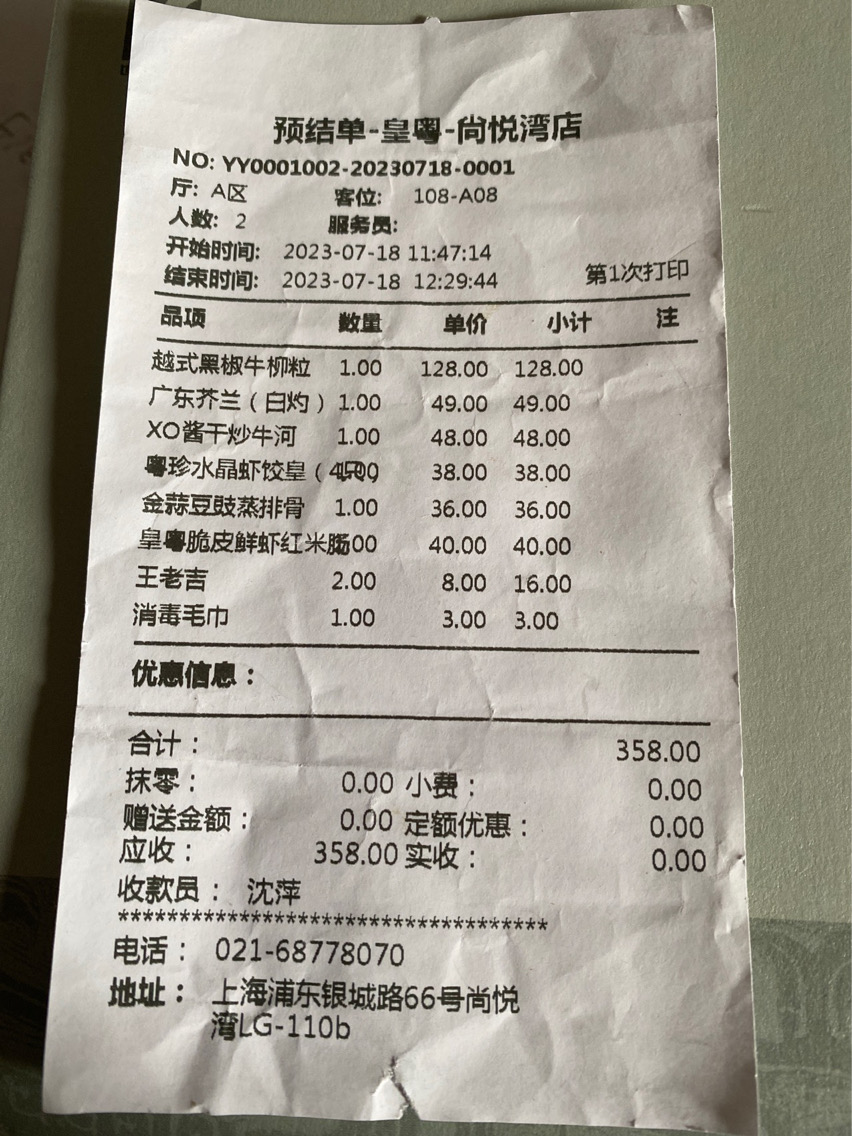 预结单-皇粤-尚悦湾店
NO: YY0001002-20230718-0001
厅: A区 客位: 108-A08
人数: 2 服务员:
开始时间: 2023-07-18 11:47:14
结束时间: 2023-07-18 12:29:44 第1次打印
品项 数量 单价 小计 注
越式黑椒牛柳粒 1.00 128.00 128.00
广东芥兰（白灼） 1.00 49.00 49.00
XO酱干炒牛河 1.00 48.00 48.00
粤珍水晶虾饺皇（4只 38.00 38.00
金蒜豆豉蒸排骨 1.00 36.00 36.00
皇粤脆皮鲜虾红米肠 40.00 40.00
王老吉 2.00 8.00 16.00
消毒毛巾 1.00 3.00 3.00
优惠信息：
合计： 358.00
抹零： 0.00 小费： 0.00
赠送金额： 0.00 定额优惠： 0.00
应收： 358.00 实收： 0.00
收款员： 沈萍
************************************
电话： 021-68778070
地址： 上海浦东银城路66号尚悦
湾LG-110b